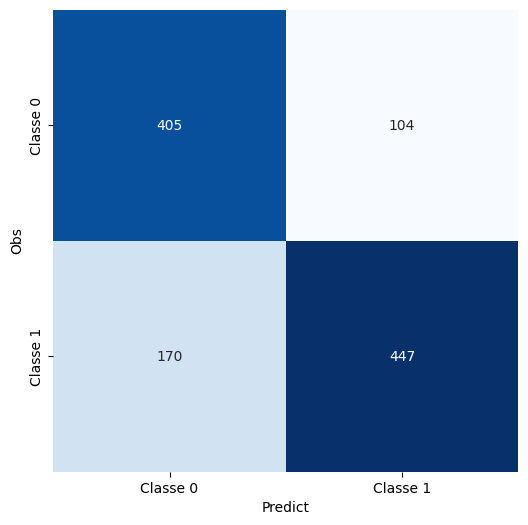 Classe 0
405
104
Obs
Classe 1
170
447
Classe 0
Classe 1
Predict